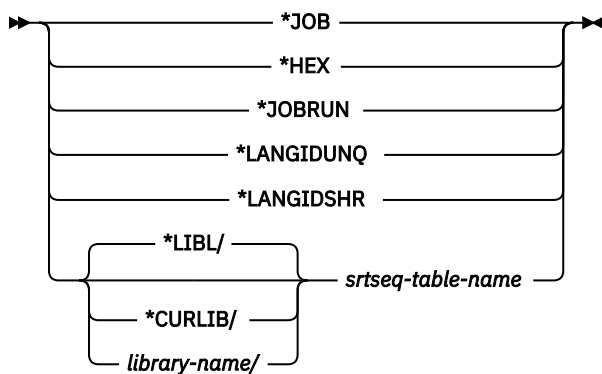 *JOB
*HEX
*JOBRUN
*LANGIDUNQ
*LANGIDSHR
*LIBL/
srtseq-table-name
*CURLIB/
library-name/